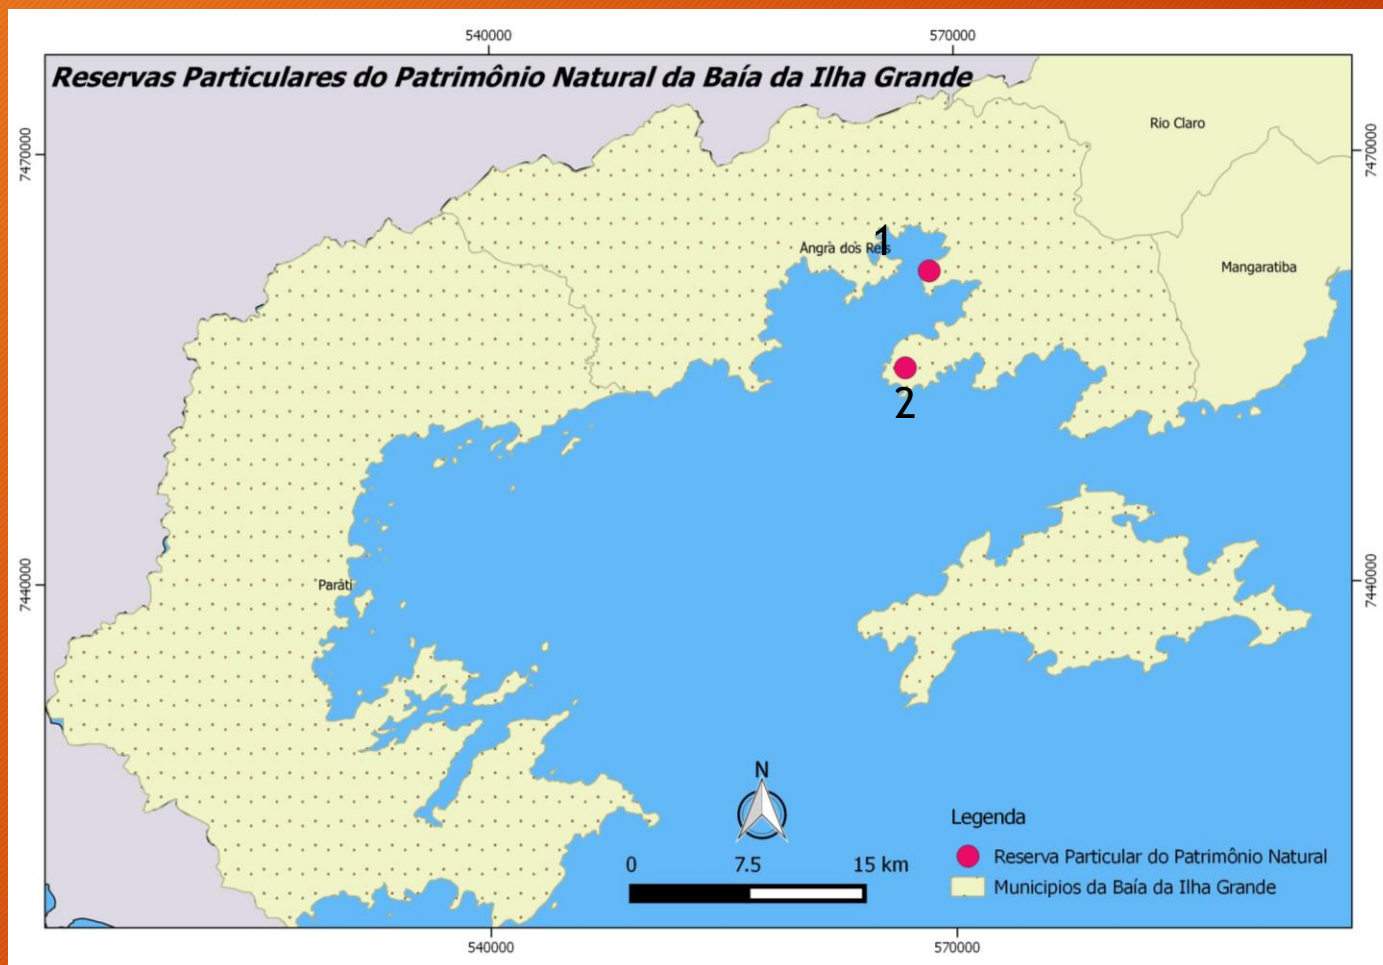 540000
570000
Reservas Particulares do Patrimônio Natural da Baía da Ilha Grande
Rio Claro
7470000
7470000
1
Angra dos Reis
Mangaratiba
2
Parati
7440000
7440000
N
Legenda
0 7.5 15 km
Reserva Particular do Patrimônio Natural
Municipios da Baía da Ilha Grande
540000
570000